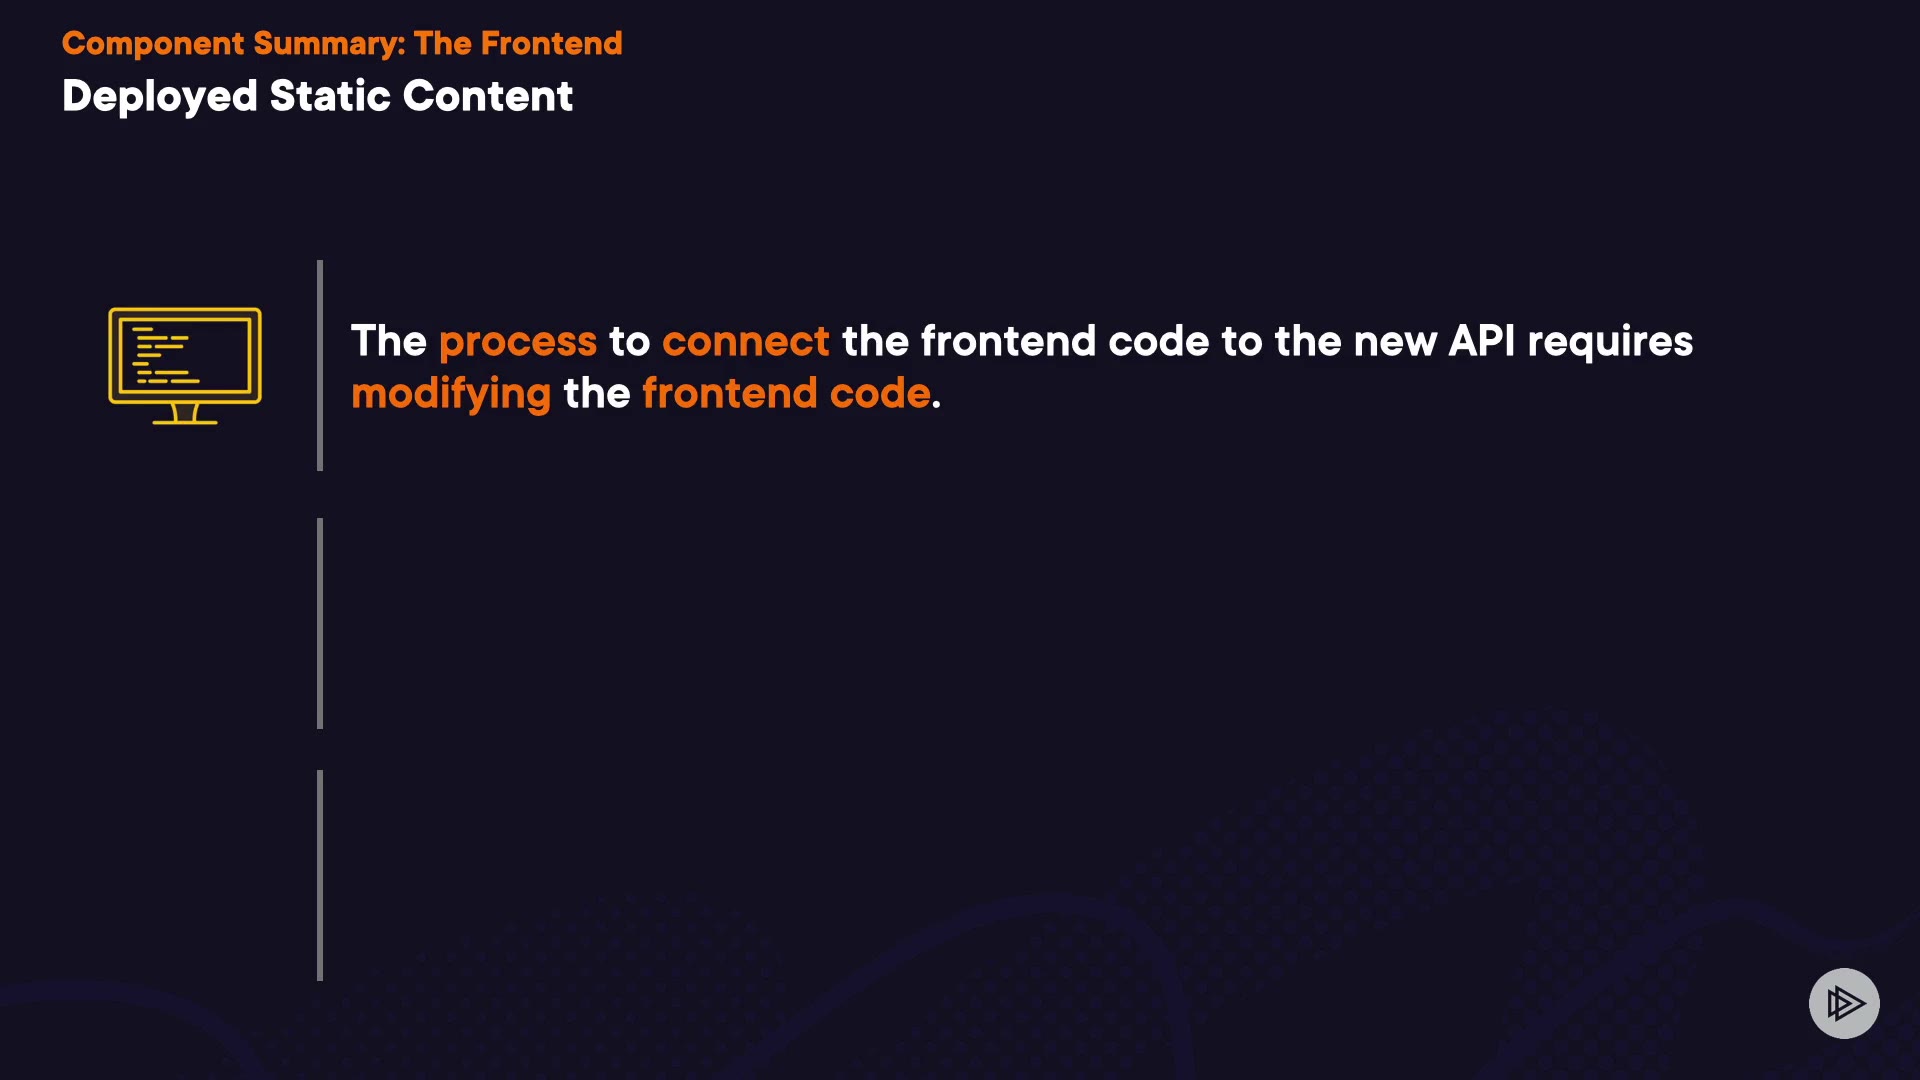 Component Summary: The Frontend
Deployed Static Content
The process to connect the frontend code to the new API requires
modifying the frontend code.